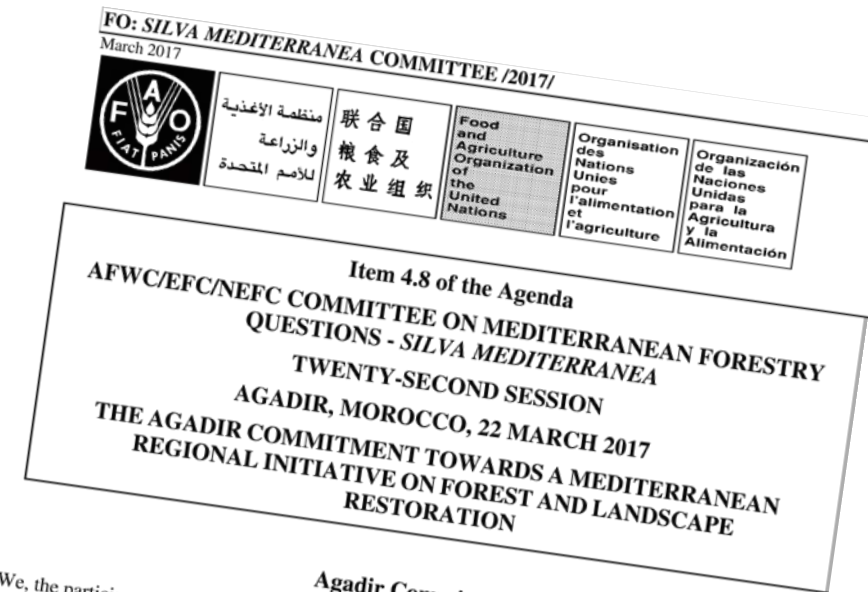 FO: SILVA MEDITERRANEA COMMITTEE /2017/
March 2017
FAO
FIAT PANIS
منظمة الأغذية
والزراعة
للأمم المتحدة
联合国
粮食及
农业组织
Food
and
Agriculture
Organization
of
the
United
Nations
Organisation
des
Nations
Unies
pour
l'alimentation
et
l'agriculture
Organización
de las
Naciones
Unidas
para la
Agricultura
y la
Alimentación
Item 4.8 of the Agenda
AFWC/EFC/NEFC COMMITTEE ON MEDITERRANEAN FORESTRY
QUESTIONS - SILVA MEDITERRANEA
TWENTY-SECOND SESSION
AGADIR, MOROCCO, 22 MARCH 2017
THE AGADIR COMMITMENT TOWARDS A MEDITERRANEAN
REGIONAL INITIATIVE ON FOREST AND LANDSCAPE
RESTORATION
Agadir
We, the